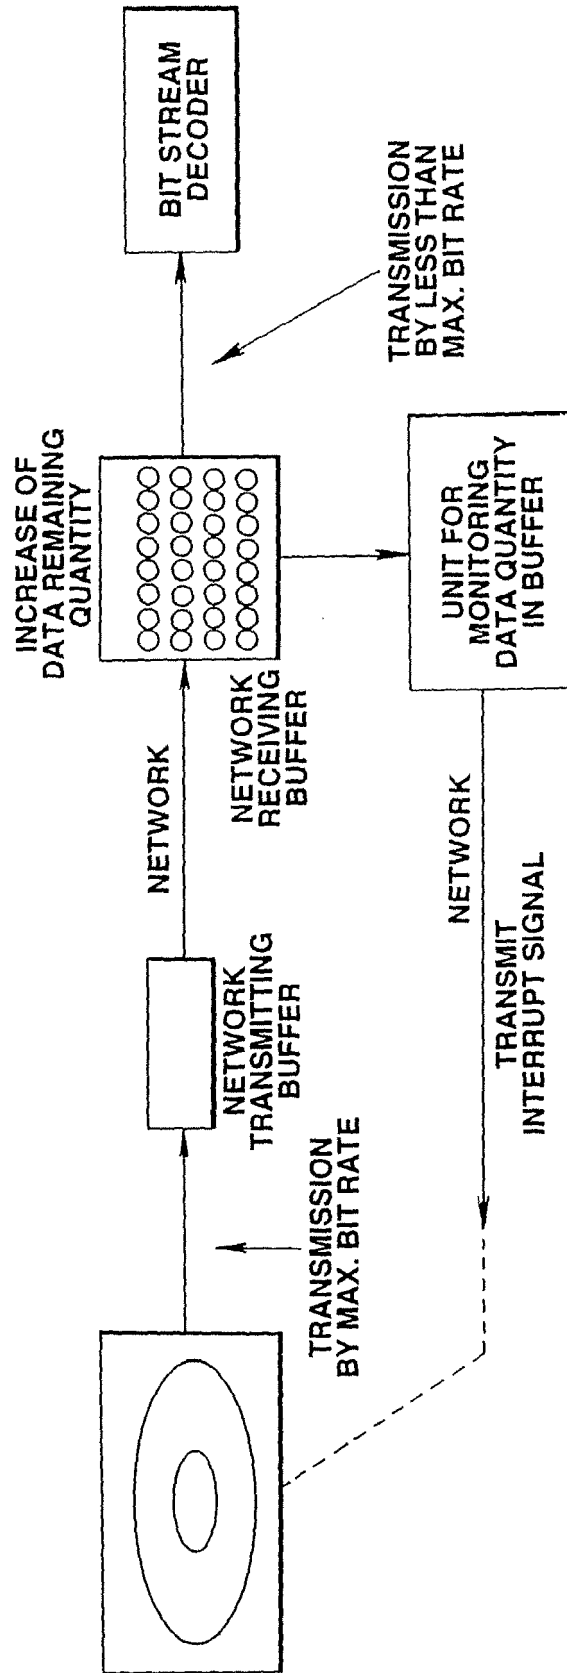 INCREASE OF
DATA REMAINING
QUANTITY
BIT STREAM
DECODER
NETWORK
NETWORK
TRANSMITTING
BUFFER
NETWORK
RECEIVING
BUFFER
TRANSMISSION
BY MAX. BIT RATE
TRANSMISSION
BY LESS THAN
MAX. BIT RATE
NETWORK
TRANSMIT
INTERRUPT SIGNAL
UNIT FOR
MONITORING
DATA QUANTITY
IN BUFFER